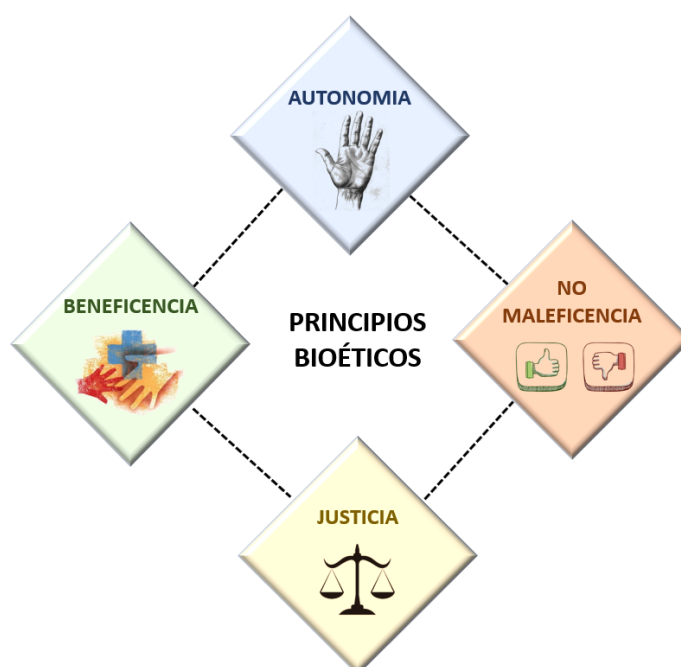 AUTONOMIA
BENEFICENCIA
NO
MALEFICENCIA
PRINCIPIOS
BIOÉTICOS
JUSTICIA